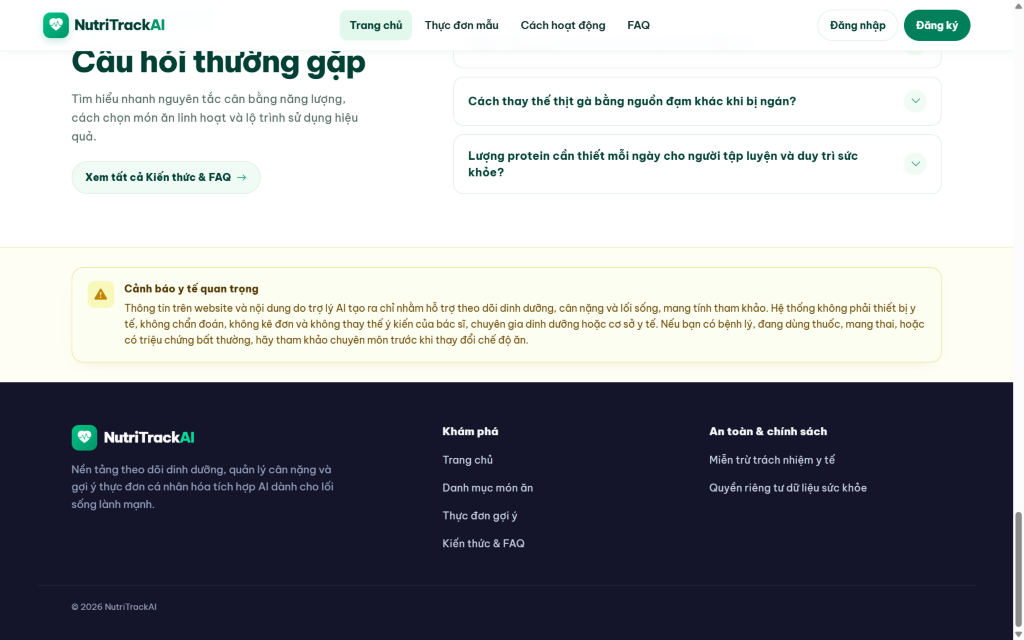 NutriTrackAI
Trang chủ
Thực đơn mẫu
Cách hoạt động
FAQ
Đăng nhập
Đăng ký
Câu hỏi thường gặp
Tìm hiểu nhanh nguyên tắc cân bằng năng lượng,
cách chọn món ăn linh hoạt và lộ trình sử dụng hiệu
quả.
Xem tất cả Kiến thức & FAQ →
Cách thay thế thịt gà bằng nguồn đạm khác khi bị ngán?
Lượng protein cần thiết mỗi ngày cho người tập luyện và duy trì sức
khỏe?
Cảnh báo y tế quan trọng
Thông tin trên website và nội dung do trợ lý AI tạo ra chỉ nhằm hỗ trợ theo dõi dinh dưỡng, cân nặng và lối sống, mang tính tham khảo. Hệ thống không phải thiết bị y
tế, không chẩn đoán, không kê đơn và không thay thế ý kiến của bác sĩ, chuyên gia dinh dưỡng hoặc cơ sở y tế. Nếu bạn có bệnh lý, đang dùng thuốc, mang thai, hoặc
có triệu chứng bất thường, hãy tham khảo chuyên môn trước khi thay đổi chế độ ăn.
NutriTrackAI
Nền tảng theo dõi dinh dưỡng, quản lý cân nặng và
gợi ý thực đơn cá nhân hóa tích hợp AI dành cho lối
sống lành mạnh.
Khám phá
Trang chủ
Danh mục món ăn
Thực đơn gợi ý
Kiến thức & FAQ
An toàn & chính sách
Miễn trừ trách nhiệm y tế
Quyền riêng tư dữ liệu sức khỏe
© 2026 NutriTrackAI